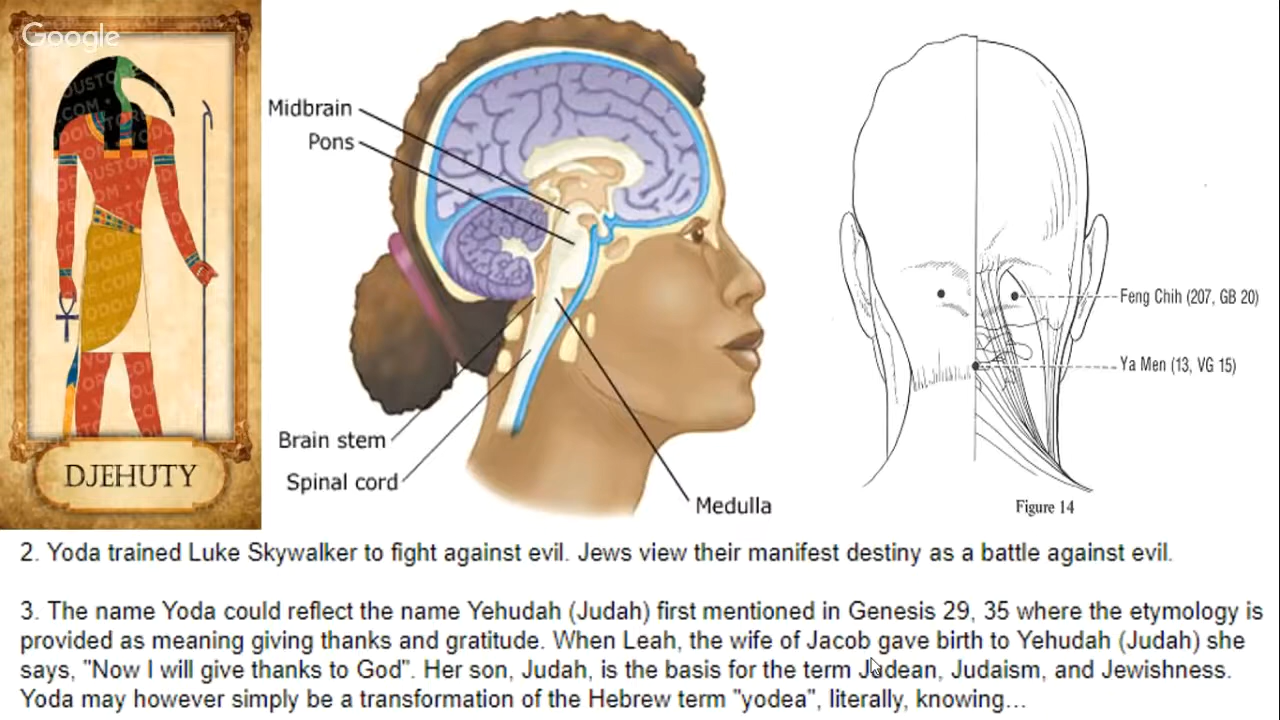 Google
DJEHUTY
Midbrain
Pons
Brain stem
Spinal cord
Medulla
Feng Chih (207, GB 20)
Ya Men (13, VG 15)
Figure 14
2. Yoda trained Luke Skywalker to fight against evil. Jews view their manifest destiny as a battle against evil.
3. The name Yoda could reflect the name Yehudah (Judah) first mentioned in Genesis 29, 35 where the etymology is
provided as meaning giving thanks and gratitude. When Leah, the wife of Jacob gave birth to Yehudah (Judah) she
says, "Now I will give thanks to God". Her son, Judah, is the basis for the term Judean, Judaism, and Jewishness.
Yoda may however simply be a transformation of the Hebrew term "yodea", literally, knowing...